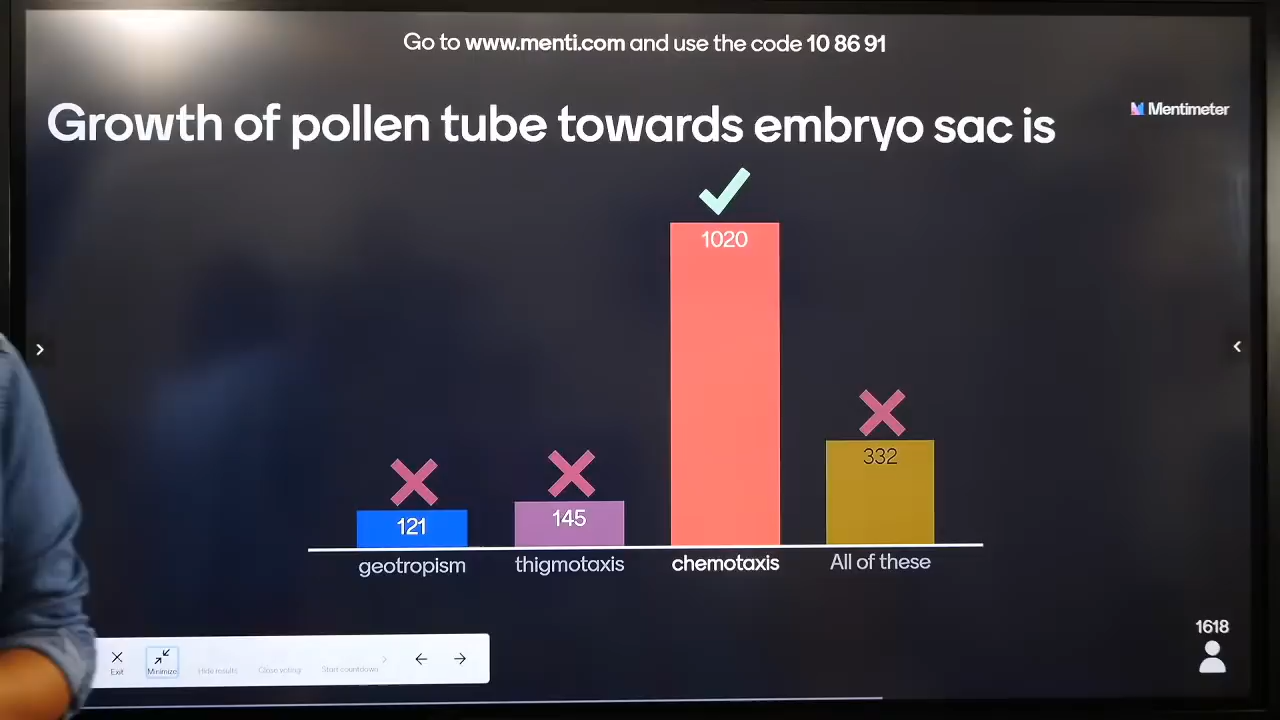 Go to www.menti.com and use the code 10 86 91
Growth of pollen tube towards embryo sac is
Mentimeter
1020
332
121
145
geotropism
thigmotaxis
chemotaxis
All of these
1618
Exit
Minimize
Hide results
Close voting
Start countdown